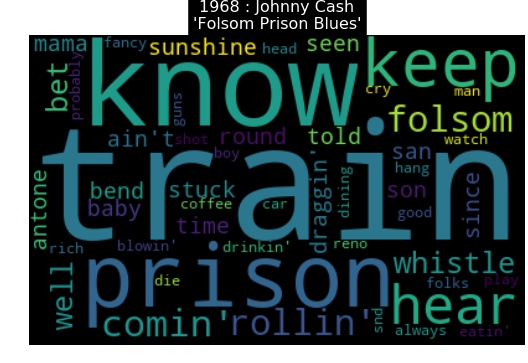 1968 : Johnny Cash
'Folsom Prison Blues'
mama fancy sunshine head seen keep
probably bet know cry man
guns folsom
ain't shot round told watch
boy train san hang
antone bend stuck draggin' dining son since
baby coffee car good
time
rich blowin' drinkin' reno whistle
well die prison folks play
hear
comin' rollin' snd always eatin'